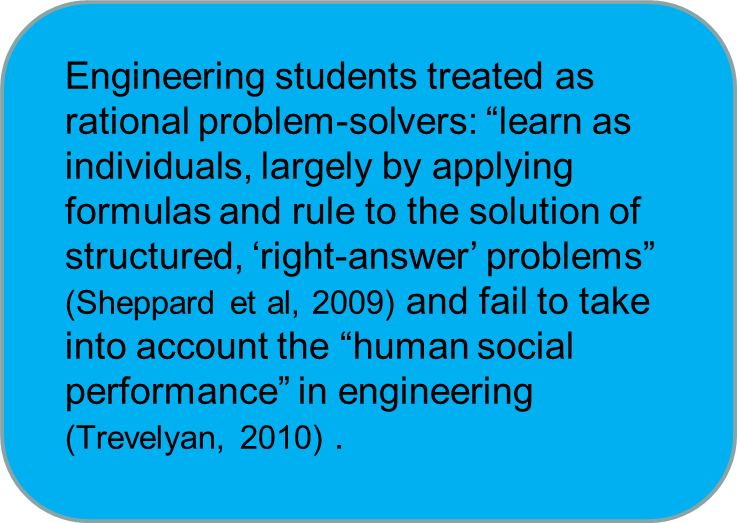 Engineering students treated as
rational problem-solvers: “learn as
individuals, largely by applying
formulas and rule to the solution of
structured, ‘right-answer’ problems”
(Sheppard et al, 2009) and fail to take
into account the “human social
performance” in engineering
(Trevelyan, 2010) .